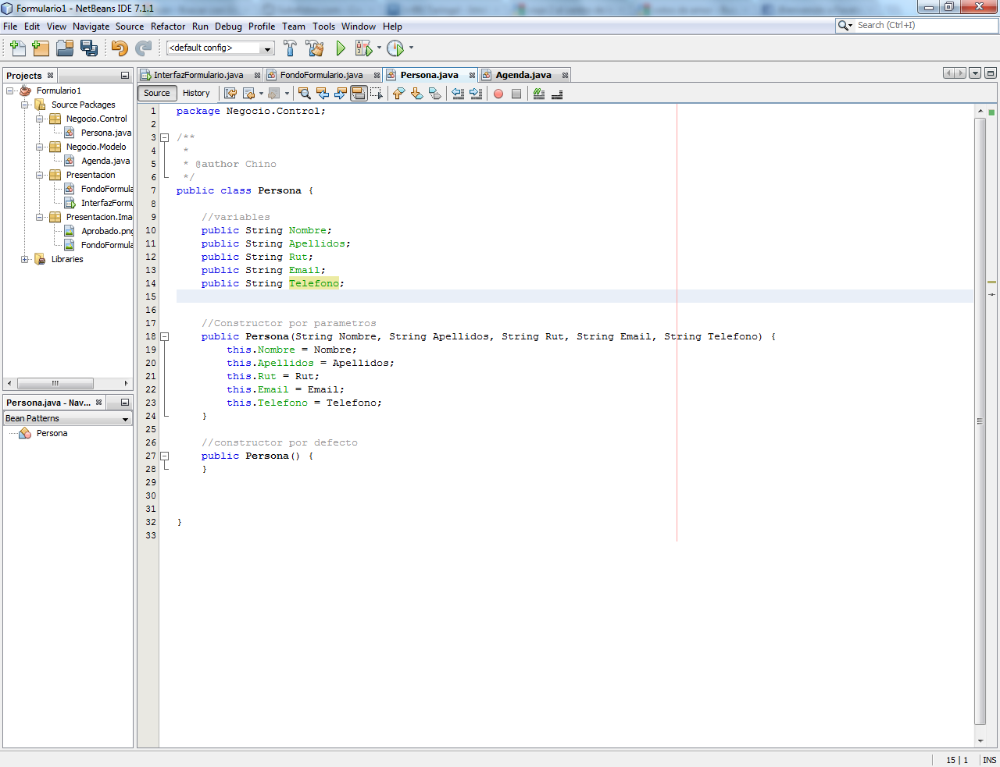 Formulario1 - NetBeans IDE 7.1.1
File Edit View Navigate Source Refactor Run Debug Profile Team Tools Window Help
Search (Ctrl+I)
<default config>
Projects
Formulario1
Source Packages
Negocio.Control
Persona.java
Negocio.Modelo
Agenda.java
Presentacion
FondoFormula
InterfazFormu
Presentacion.Ima
Aprobado.png
FondoFormula
Libraries
Persona.java - Nav...
Bean Patterns
Persona
InterfazFormulario.java FondoFormulario.java Persona.java Agenda.java
Source History
1 package Negocio.Control;
2
3 /**
4 *
5 * @author Chino
6 */
7 public class Persona {
8
9 //variables
10 public String Nombre;
11 public String Apellidos;
12 public String Rut;
13 public String Email;
14 public String Telefono;
15
16
17 //Constructor por parametros
18 public Persona(String Nombre, String Apellidos, String Rut, String Email, String Telefono) {
19 this.Nombre = Nombre;
20 this.Apellidos = Apellidos;
21 this.Rut = Rut;
22 this.Email = Email;
23 this.Telefono = Telefono;
24 }
25
26 //constructor por defecto
27 public Persona() {
28 }
29
30
31
32 }
33
15 | 1 INS